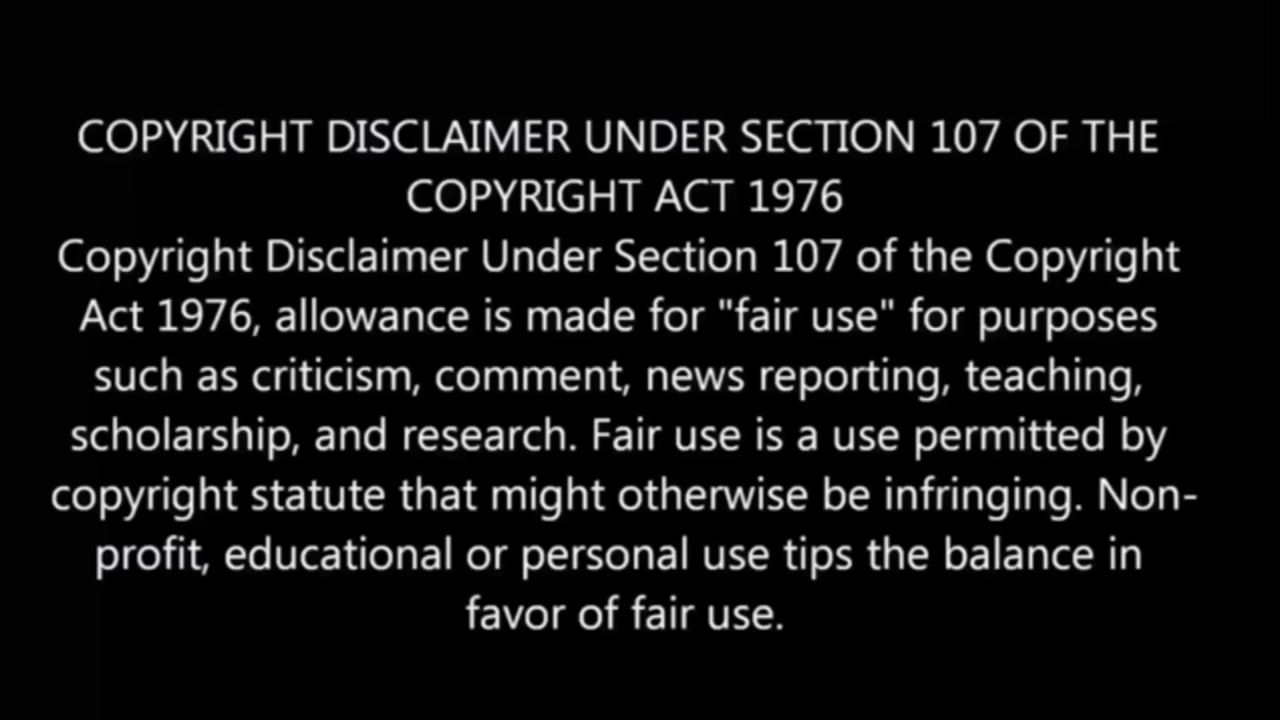 COPYRIGHT DISCLAIMER UNDER SECTION 107 OF THE
COPYRIGHT ACT 1976
Copyright Disclaimer Under Section 107 of the Copyright
Act 1976, allowance is made for "fair use" for purposes
such as criticism, comment, news reporting, teaching,
scholarship, and research. Fair use is a use permitted by
copyright statute that might otherwise be infringing. Non-
profit, educational or personal use tips the balance in
favor of fair use.